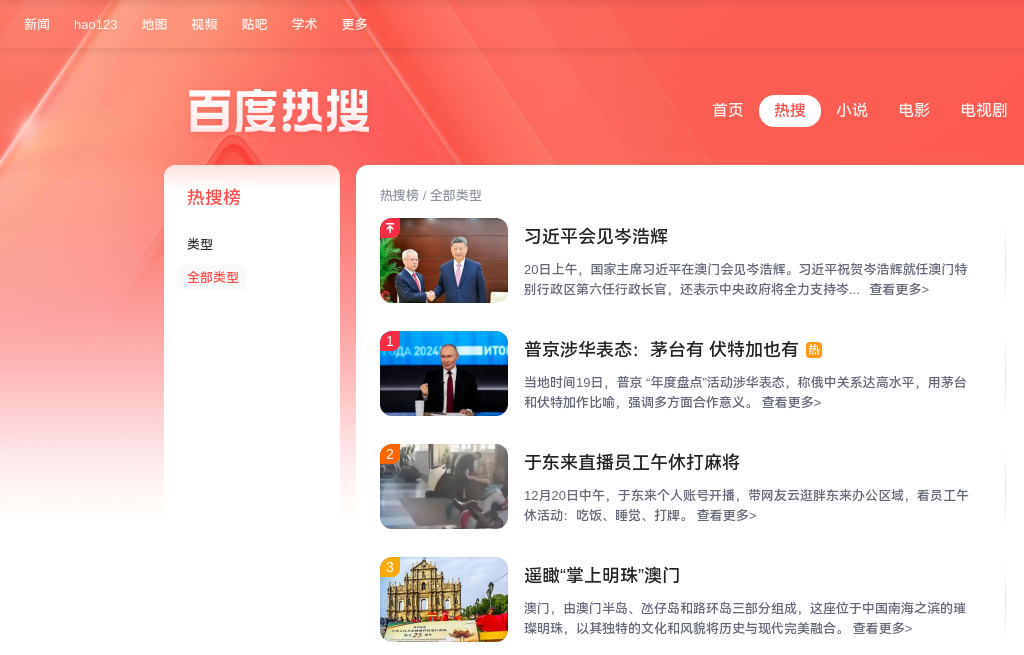 新闻 hao123 地图 视频 贴吧 学术 更多
百度热搜
首页 热搜 小说 电影 电视剧
热搜榜
类型
全部类型
热搜榜 / 全部类型
习近平会见岑浩辉
20日上午，国家主席习近平在澳门会见岑浩辉。习近平祝贺岑浩辉就任澳门特
别行政区第六任行政长官，还表示中央政府将全力支持岑... 查看更多>
1
ГОДА 2024 ИТОГ
普京涉华表态：茅台有 伏特加也有 热
当地时间19日，普京 “年度盘点”活动涉华表态，称俄中关系达高水平，用茅台
和伏特加作比喻，强调多方面合作意义。 查看更多>
2
于东来直播员工午休打麻将
12月20日中午，于东来个人账号开播，带网友云逛胖东来办公区域，看员工午
休活动：吃饭、睡觉、打牌。 查看更多>
3
25
遥瞰“掌上明珠”澳门
澳门，由澳门半岛、氹仔岛和路环岛三部分组成，这座位于中国南海之滨的璀
璨明珠，以其独特的文化和风貌将历史与现代完美融合。 查看更多>